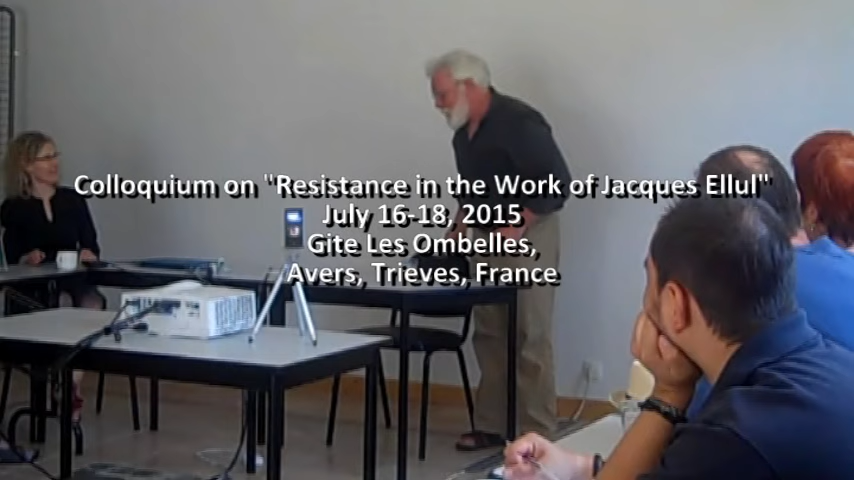 Colloquium on "Resistance in the Work of Jacques Ellul"
July 16-18, 2015
Gite Les Ombelles,
Avers, Trieves, France